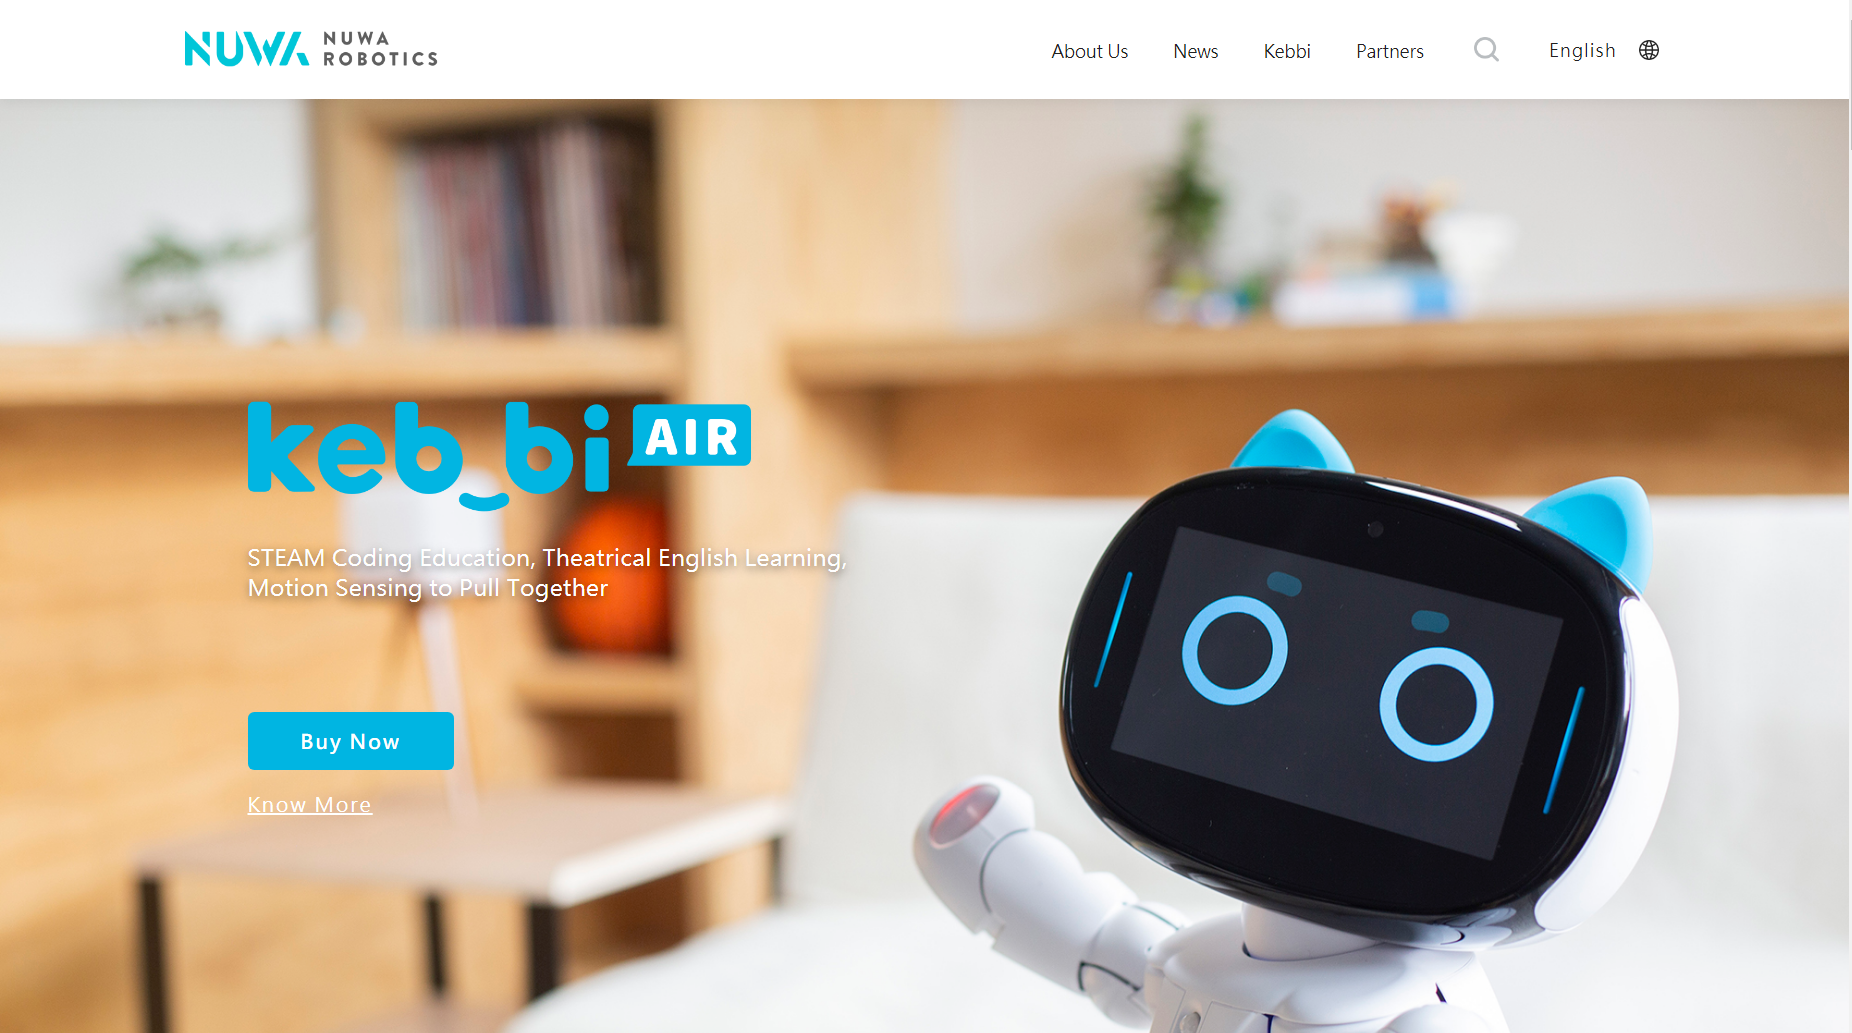 NUWA NUWA
ROBOTICS
About Us News Kebbi Partners English
kebbi AIR
STEAM Coding Education, Theatrical English Learning,
Motion Sensing to Pull Together
Buy Now
Know More